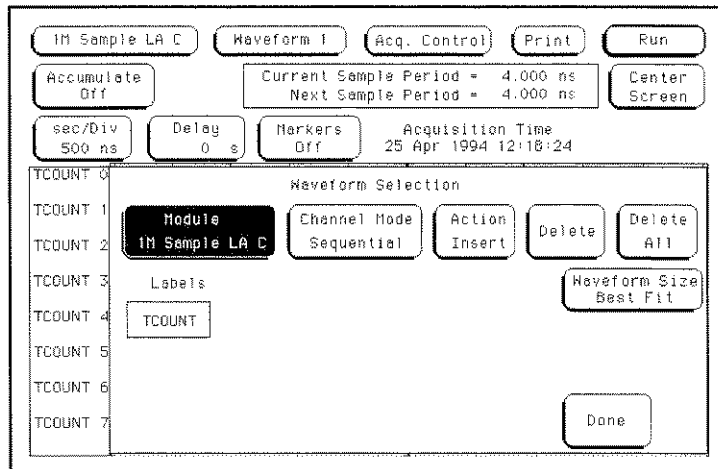 1M Sample LA C Waveform 1 Acq. Control Print Run
Accumulate
Off
Current Sample Period = 4.000 ns
Next Sample Period = 4.000 ns
Center
Screen
sec/Div
500 ns
Delay
0 s
Markers
Off
Acquisition Time
25 Apr 1994 12:18:24
TCOUNT 0
TCOUNT 1
TCOUNT 2
TCOUNT 3
TCOUNT 4
TCOUNT 5
TCOUNT 6
TCOUNT 7
Waveform Selection
Module
1M Sample LA C
Channel Mode
Sequential
Action
Insert
Delete
Delete
All
Labels
TCOUNT
Waveform Size
Best Fit
Done